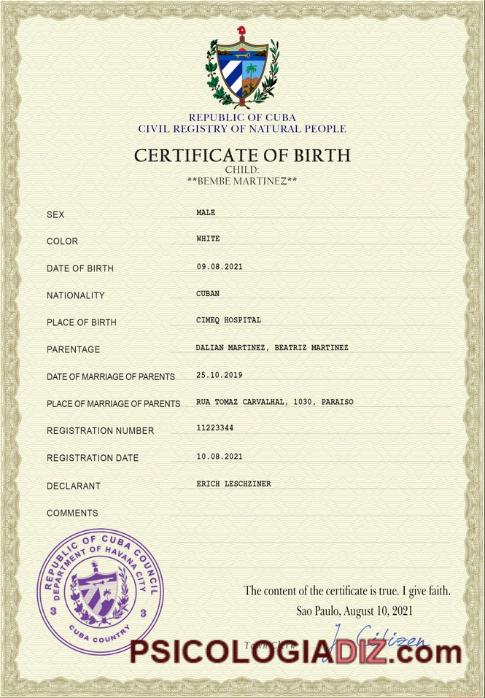 REPUBLIC OF CUBA
CIVIL REGISTRY OF NATURAL PEOPLE
CERTIFICATE OF BIRTH
CHILD:
**BEMBE MARTINEZ**
SEX MALE
COLOR WHITE
DATE OF BIRTH 09.08.2021
NATIONALITY CUBAN
PLACE OF BIRTH CIMEQ HOSPITAL
PARENTAGE DALIAN MARTINEZ, BEATRIZ MARTINEZ
DATE OF MARRIAGE OF PARENTS 25.10.2019
PLACE OF MARRIAGE OF PARENTS RUA TOMAZ CARVALHAL, 1030, PARAISO
REGISTRATION NUMBER 11223344
REGISTRATION DATE 10.08.2021
DECLARANT ERICH LESCHZINER
COMMENTS
REPUBLIC OF CUBA COUNCIL
DEPARTMENT OF HAVANA CITY
3 3
CUBA COUNTRY
The content of the certificate is true. I give faith.
Sao Paulo, August 10, 2021
J. Citizen
PSICOLOGIADIZ.com